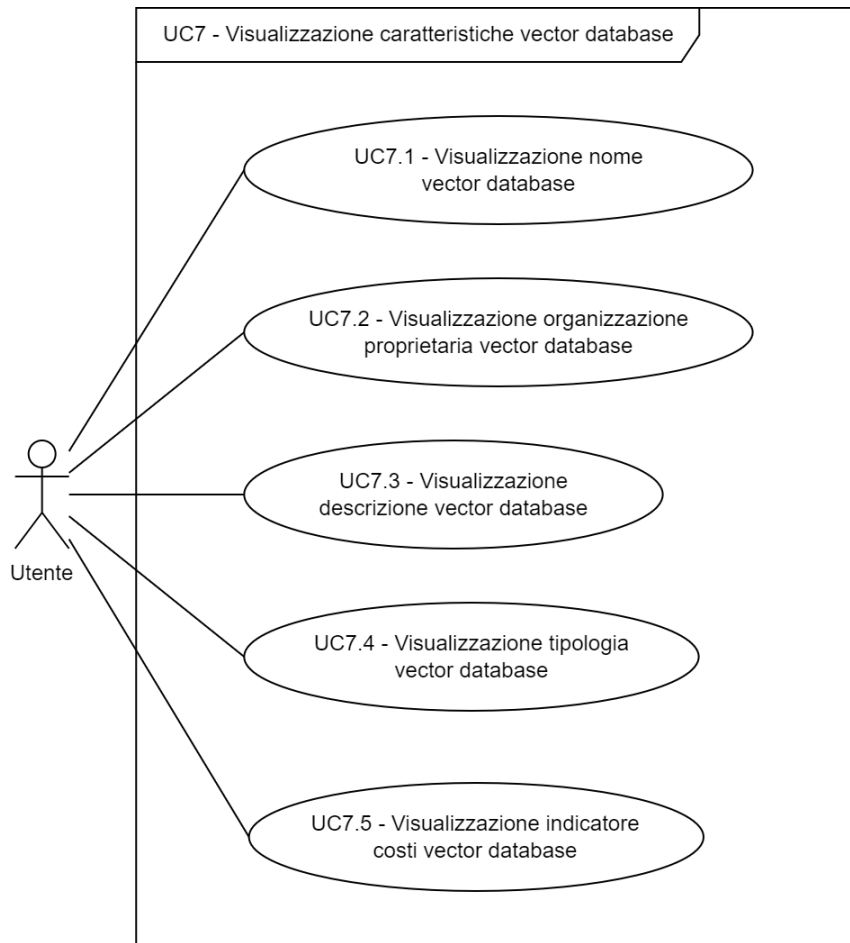 UC7 - Visualizzazione caratteristiche vector database
UC7.1 - Visualizzazione nome
vector database
UC7.2 - Visualizzazione organizzazione
proprietaria vector database
UC7.3 - Visualizzazione
descrizione vector database
Utente
UC7.4 - Visualizzazione tipologia
vector database
UC7.5 - Visualizzazione indicatore
costi vector database